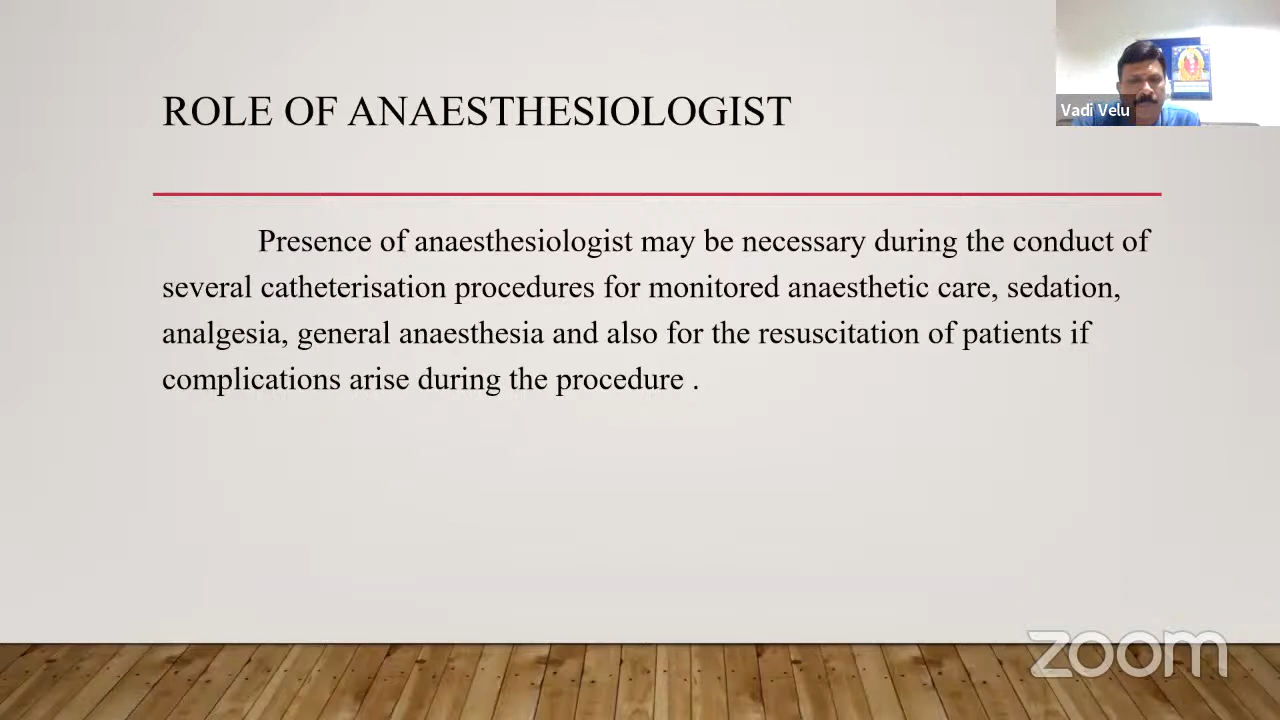 ROLE OF ANAESTHESIOLOGIST
Vadi Velu
Presence of anaesthesiologist may be necessary during the conduct of
several catheterisation procedures for monitored anaesthetic care, sedation,
analgesia, general anaesthesia and also for the resuscitation of patients if
complications arise during the procedure .
zoom